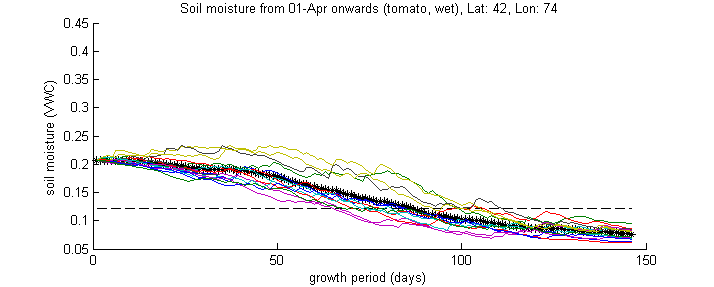 Soil moisture from 01-Apr onwards (tomato, wet), Lat: 42, Lon: 74
0.45
0.4
0.35
0.3
0.25
0.2
0.15
0.1
0.05
soil moisture (VWC)
0 50 100 150
growth period (days)